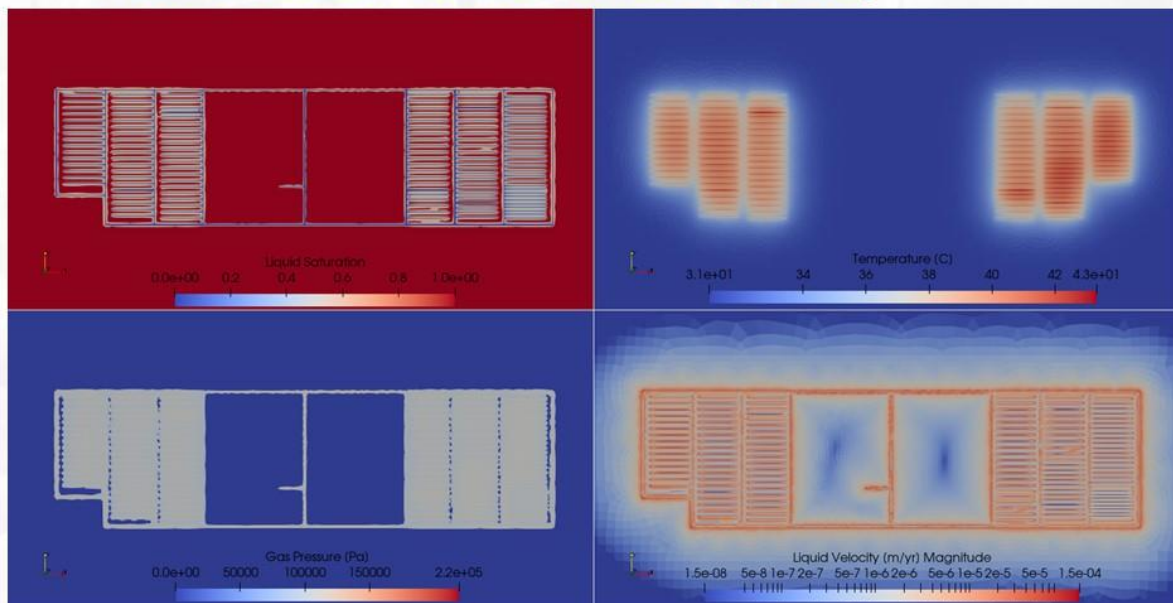 Liquid Saturation
0.0e+00 0.2 0.4 0.6 0.8 1.0e+00
Temperature (C)
3.1e+01 34 36 38 40 42 4.3e+01
Gas Pressure (Pa)
0.0e+00 50000 100000 150000 2.2e+05
Liquid Velocity (m/yr) Magnitude
1.5e-08 5e-8 1e-7 2e-7 5e-7 1e-6 2e-6 5e-6 1e-5 2e-5 5e-5 1.5e-04